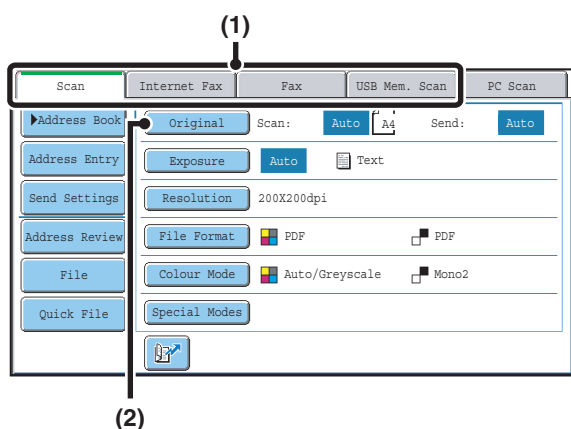 (1)
Scan Internet Fax Fax USB Mem. Scan PC Scan
Address Book Original Scan: Auto A4 Send: Auto
Address Entry Exposure Auto Text
Send Settings Resolution 200X200dpi
Address Review File Format PDF PDF
File Colour Mode Auto/Greyscale Mono2
Quick File Special Modes
(2)